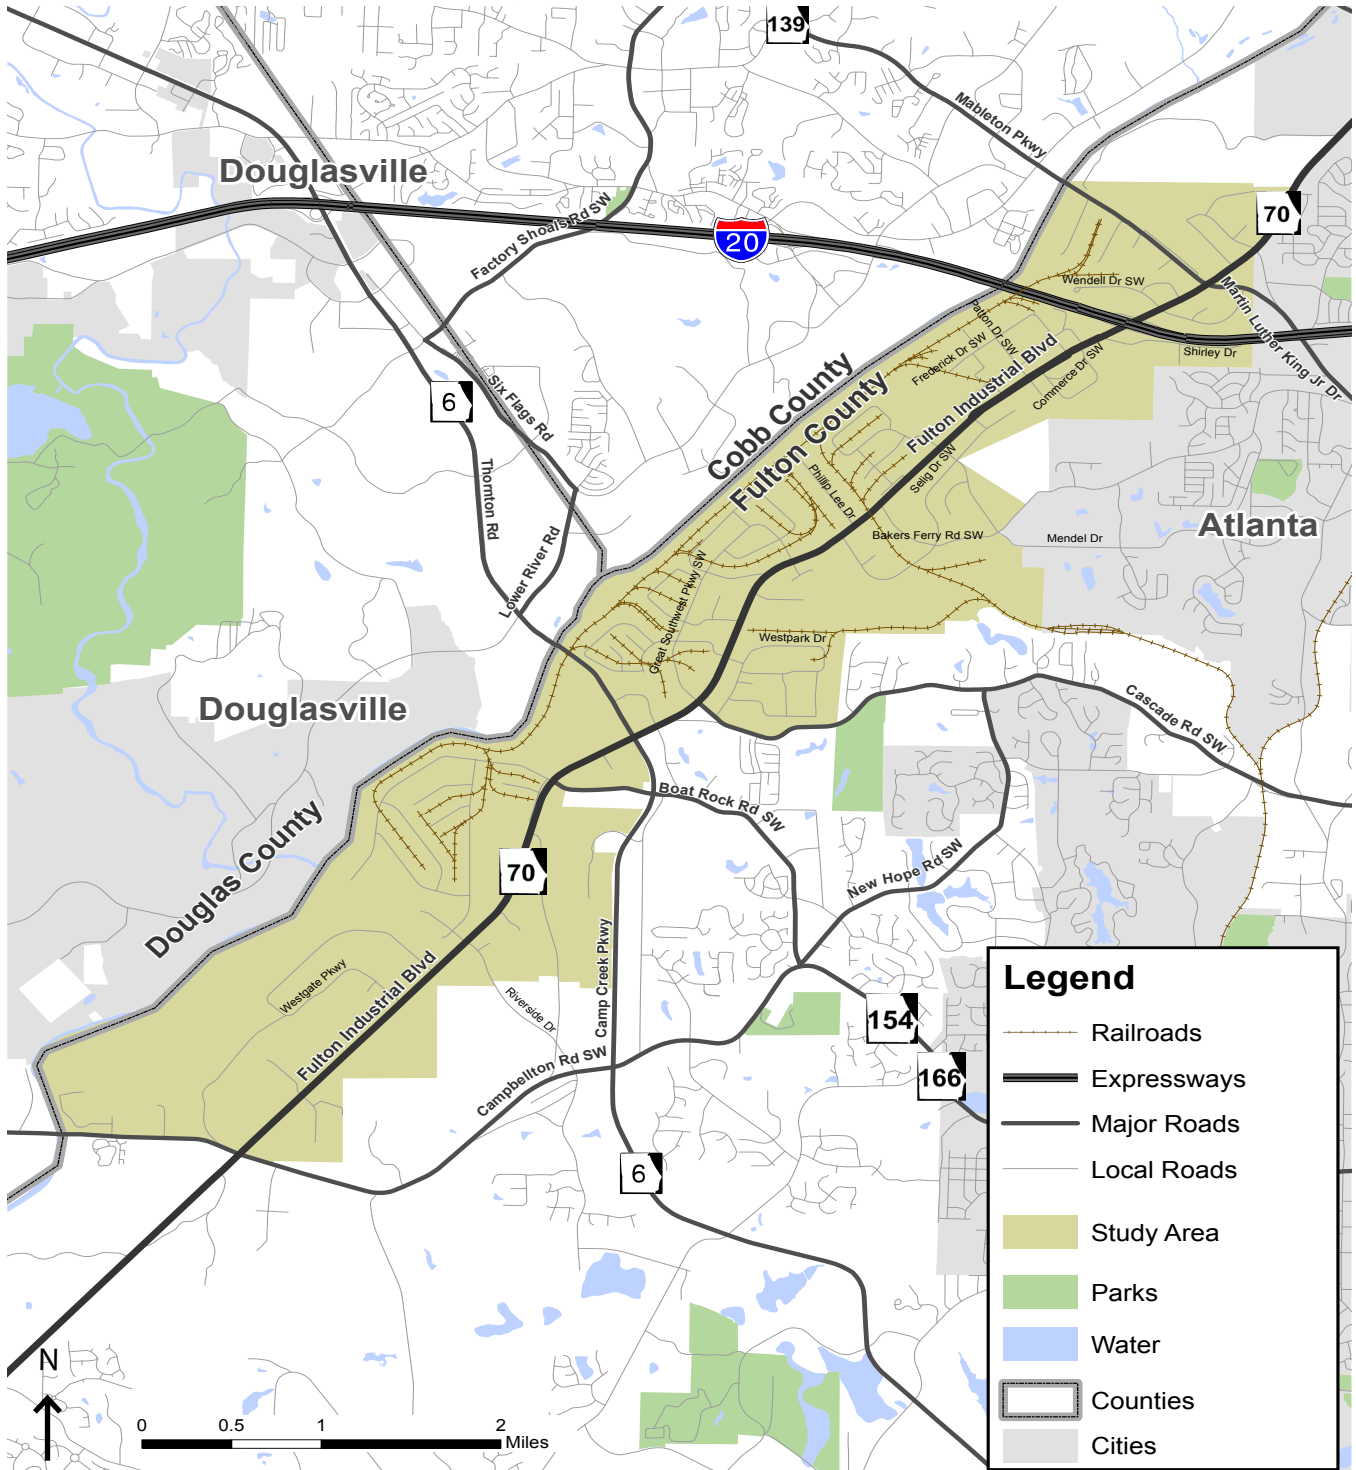 139
Mableton Pkwy
Douglasville
70
Factory Shoals Rd SW
20
Wendell Dr SW
Martin Luther King Jr Dr
Patton Dr SW
Shirley Dr
Frederick Dr SW
Fulton Industrial Blvd
Commerce Dr SW
6
Six Flags Rd
Cobb County
Fulton County
Thornton Rd
Phillip Lee Dr
Selig Dr SW
Atlanta
Bakers Ferry Rd SW
Mendel Dr
Lower River Rd
Great Southwest Pkwy SW
Westpark Dr
Douglasville
Cascade Rd SW
Boat Rock Rd SW
Douglas County
70
New Hope Rd SW
Westgate Pkwy
Fulton Industrial Blvd
Riverside Dr
Camp Creek Pkwy
Campbellton Rd SW
154
166
6
Legend
Railroads
Expressways
Major Roads
Local Roads
Study Area
Parks
Water
Counties
Cities
N
0 0.5 1 2
Miles